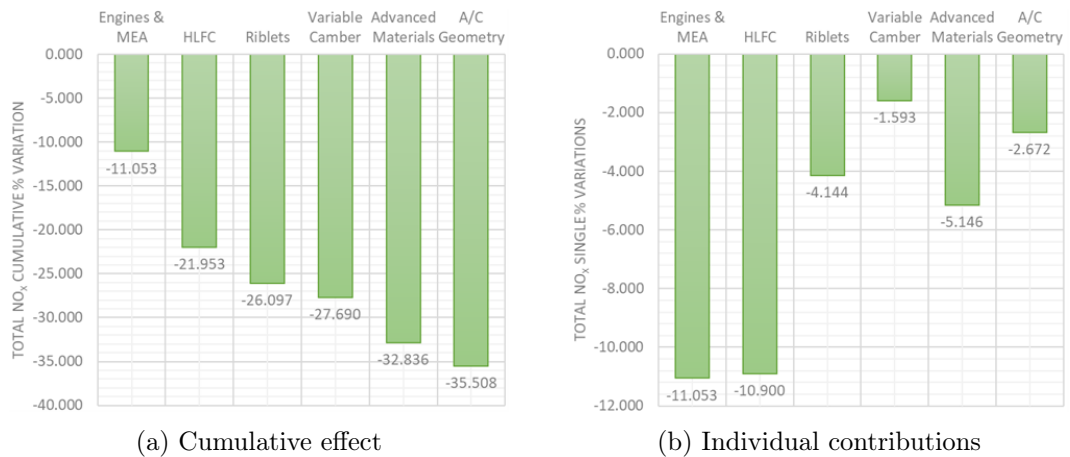 Engines & MEA
HLFC
Riblets
Variable Camber
Advanced Materials
A/C Geometry
TOTAL NOX CUMULATIVE % VARIATION
0.000
-5.000
-10.000
-15.000
-20.000
-25.000
-30.000
-35.000
-40.000
-11.053
-21.953
-26.097
-27.690
-32.836
-35.508
(a) Cumulative effect
Engines & MEA
HLFC
Riblets
Variable Camber
Advanced Materials
A/C Geometry
TOTAL NOX SINGLE % VARIATIONS
0.000
-2.000
-4.000
-6.000
-8.000
-10.000
-12.000
-11.053
-10.900
-4.144
-1.593
-5.146
-2.672
(b) Individual contributions